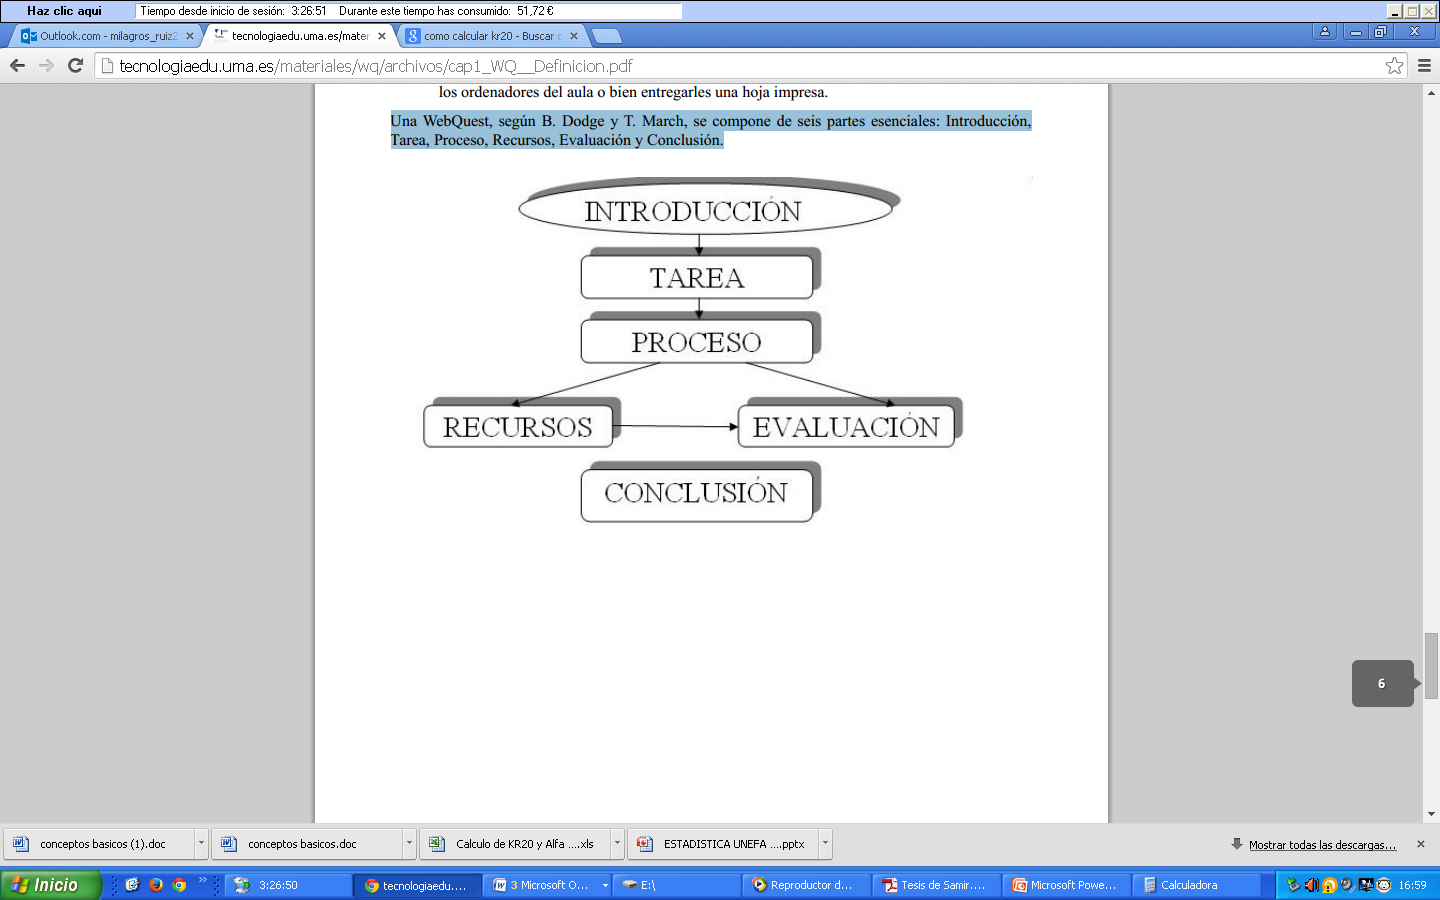 Haz clic aqui
Tiempo desde inicio de sesión: 3:26:51 Durante este tiempo has consumido: 51,72 €
Outlook.com - milagros_ruiz2
tecnologiaedu.uma.es/mater
como calcular kr20 - Buscar c
tecnologiaedu.uma.es/materiales/wq/archivos/cap1_WQ__Definicion.pdf
los ordenadores del aula o bien entregarles una hoja impresa.
Una WebQuest, según B. Dodge y T. March, se compone de seis partes esenciales: Introducción,
Tarea, Proceso, Recursos, Evaluación y Conclusión.
INTRODUCCIÓN
TAREA
PROCESO
RECURSOS
EVALUACIÓN
CONCLUSIÓN
6
conceptos basicos (1).doc
conceptos basicos.doc
Calculo de KR20 y Alfa ....xls
ESTADISTICA UNEFA ....pptx
Mostrar todas las descargas...
Inicio
3:26:50
tecnologiaedu....
3 Microsoft O...
E:\
Reproductor d...
Tesis de Samir....
Microsoft Powe...
Calculadora
16:59